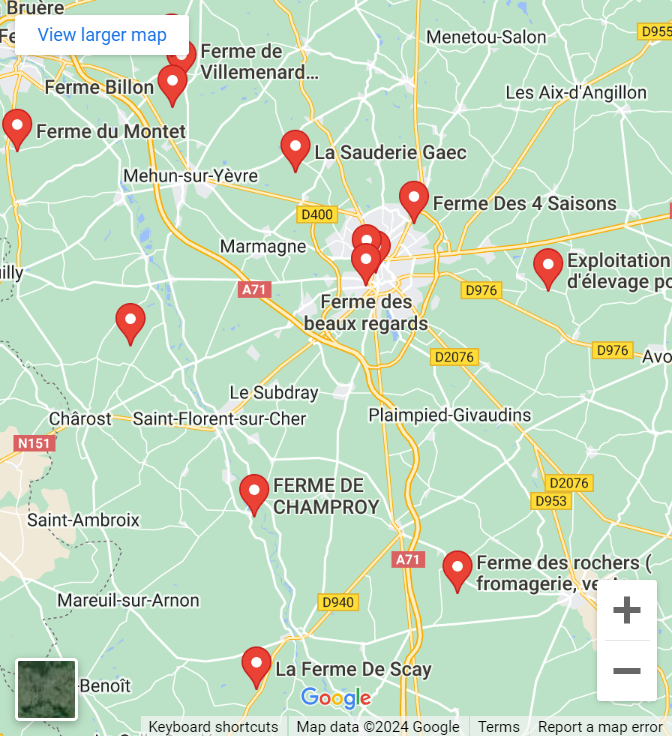 Bruère
View larger map
Fe
D955
Menetou-Salon
Ferme de
Villemenard...
Ferme Billon
Les Aix-d'Angillon
Ferme du Montet
La Sauderie Gaec
Mehun-sur-Yèvre
Ferme Des 4 Saisons
D400
Marmagne
Exploitation
d'élevage po
uilly
A71
D976
Ferme des
beaux regards
D976
D2076
Avo
Le Subdray
Chârost
Saint-Florent-sur-Cher
Plaimpied-Givaudins
N151
FERME DE
CHAMPROY
D2076
D953
Saint-Ambroix
A71
Ferme des rochers (
fromagerie, ve
Mareuil-sur-Arnon
D940
La Ferme De Scay
-Benoît
Google
Keyboard shortcuts
Map data ©2024 Google
Terms
Report a map error